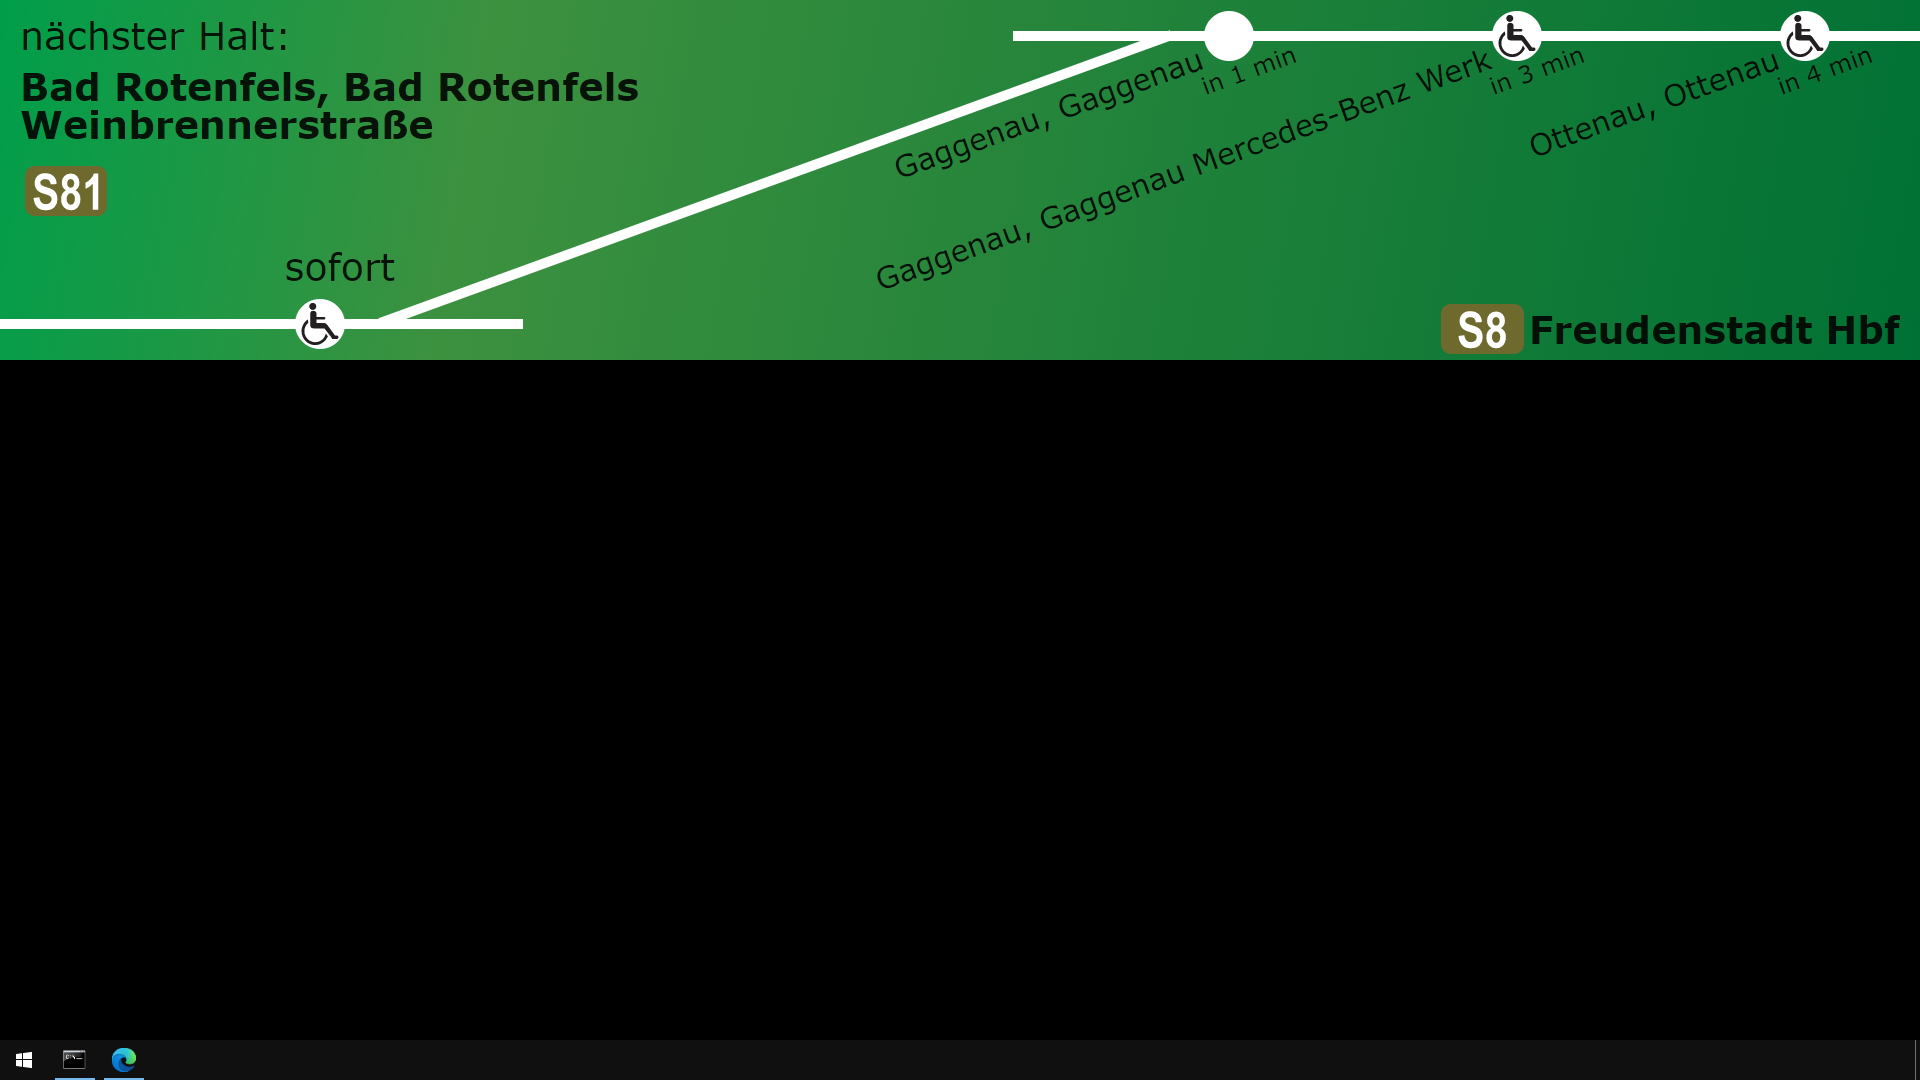 nächster Halt:
Bad Rotenfels, Bad Rotenfels
Weinbrennerstraße
S81
sofort
Gaggenau, Gaggenau
in 1 min
Gaggenau, Gaggenau Mercedes-Benz Werk
in 3 min
Ottenau, Ottenau
in 4 min
S8 Freudenstadt Hbf